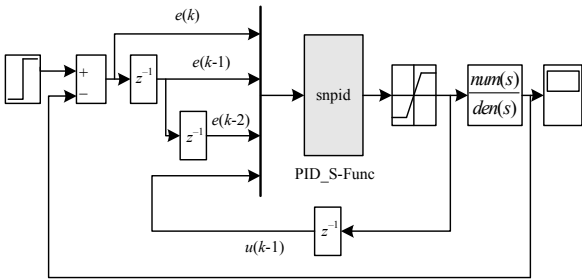 e(k)
+
−
z⁻¹
e(k-1)
z⁻¹
e(k-2)
snpid
PID_S-Func
num(s)
den(s)
z⁻¹
u(k-1)